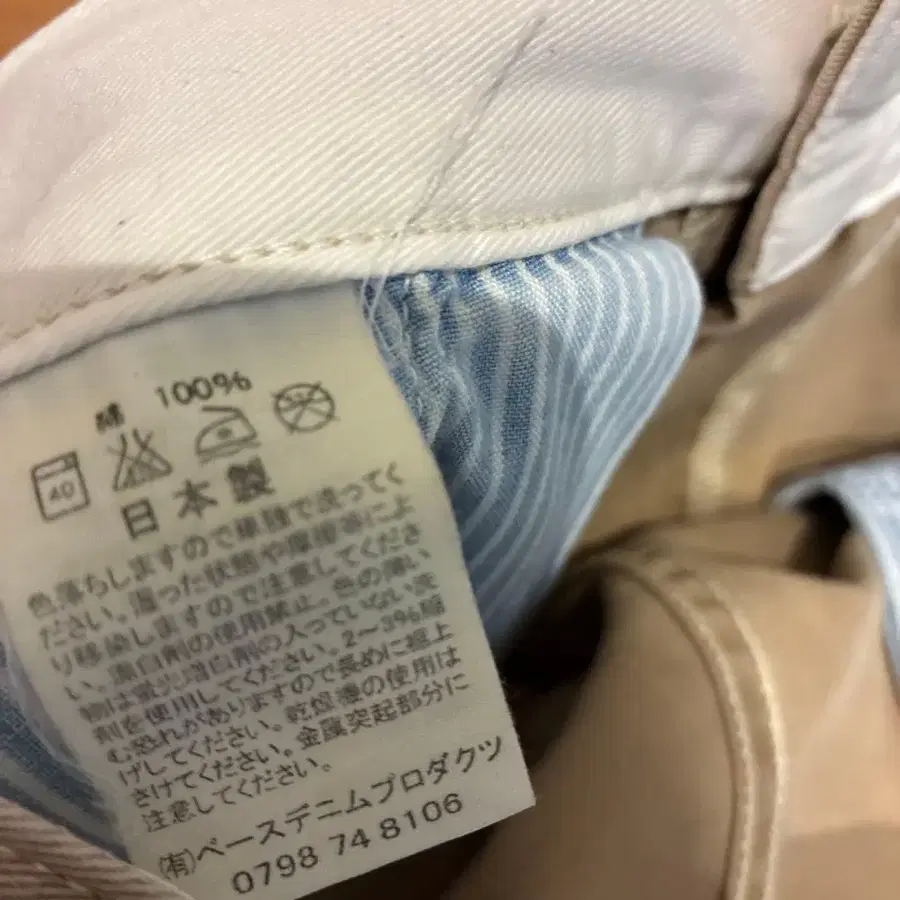 綿 100%
40
日本製
色落ちしますので単独で洗ってく
ださい。湿った状態や摩擦等によ
り移染しますので注意してくださ
い。漂白剤の使用禁止。色の薄い
物は蛍光増白剤の入っていない洗
剤を使用してください。2〜3%縮
む恐れがありますので長めに裾上
げしてください。乾燥機の使用は
さけてください。金属突起部分に
注意してください。
(有)ベースデニムプロダクツ
0798 74 8106